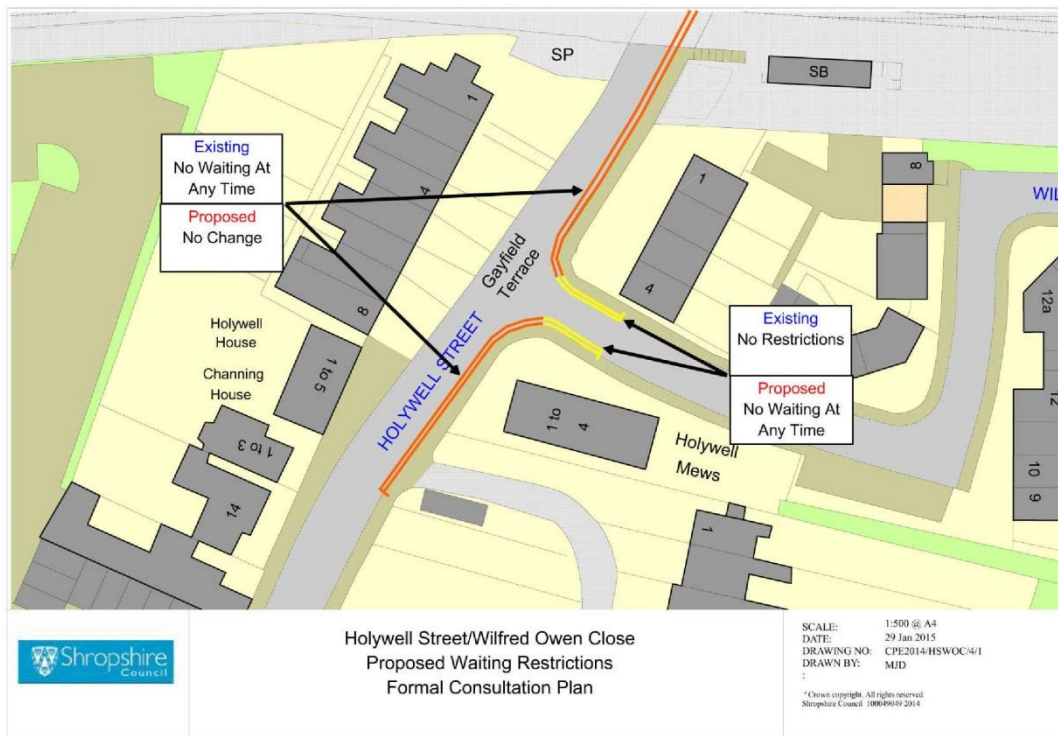 SP
SB
1
4
8
Existing
No Waiting At
Any Time
Proposed
No Change
Gayfield
Terrace
HOLYWELL STREET
1
4
8
WIL
12a
12
10
9
Existing
No Restrictions
Proposed
No Waiting At
Any Time
Holywell
House
1 to 5
Channing
House
1 to 3
14
1 to
4
Holywell
Mews
1
Shropshire
Council
Holywell Street/Wilfred Owen Close
Proposed Waiting Restrictions
Formal Consultation Plan
SCALE: 1:500 @ A4
DATE: 29 Jan 2015
DRAWING NO: CPE2014/HSWOC/4/1
DRAWN BY: MJD
:
©Crown copyright. All rights reserved
Shropshire Council 100049049 2014